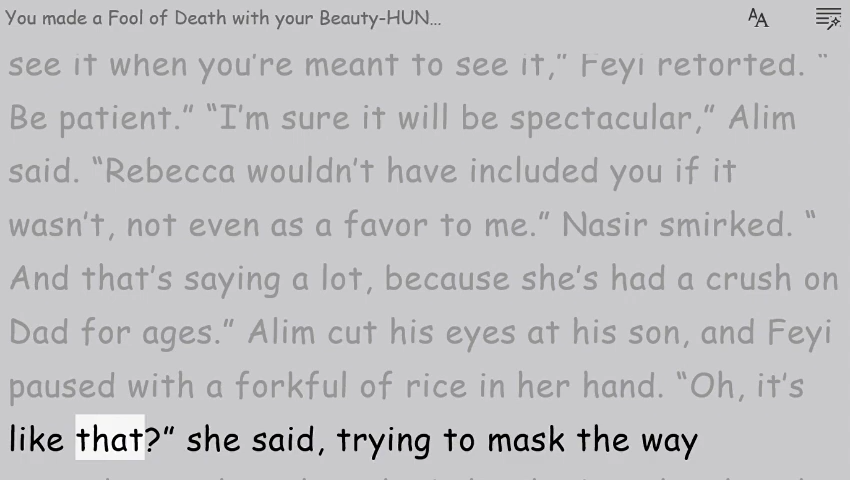 You made a Fool of Death with your Beauty-HUN...
AA
see it when you're meant to see it,” Feyi retorted. “
Be patient.” “I'm sure it will be spectacular,” Alim
said. “Rebecca wouldn't have included you if it
wasn't, not even as a favor to me.” Nasir smirked. “
And that's saying a lot, because she's had a crush on
Dad for ages.” Alim cut his eyes at his son, and Feyi
paused with a forkful of rice in her hand. “Oh, it's
like that?” she said, trying to mask the way